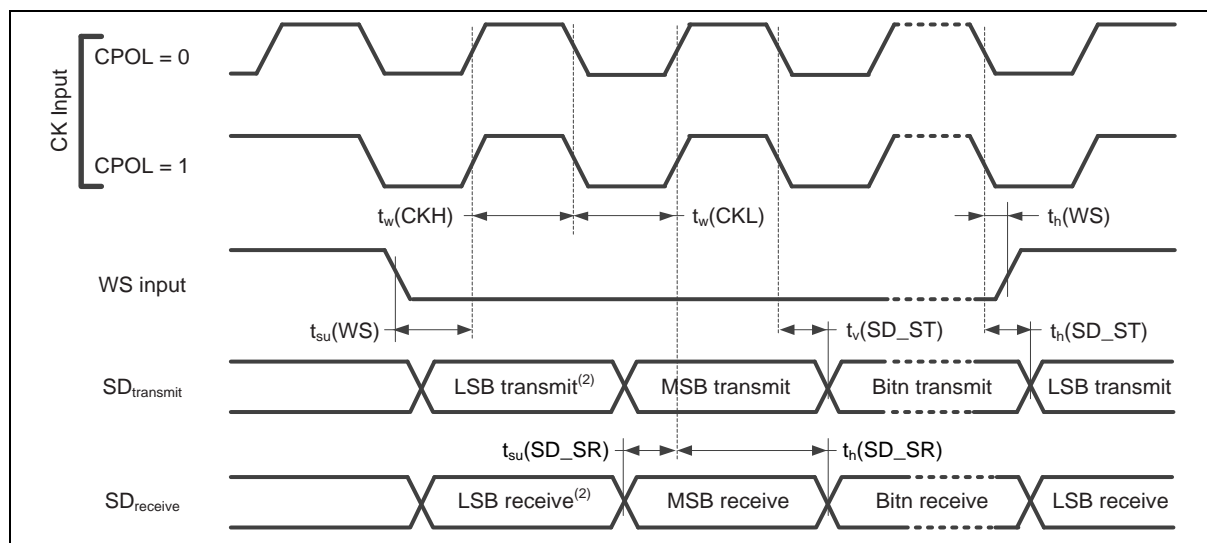 CK Input
CPOL = 0
CPOL = 1
tw(CKH)
tw(CKL)
th(WS)
WS input
tsu(WS)
tv(SD_ST)
th(SD_ST)
SDtransmit
LSB transmit(2)
MSB transmit
Bitn transmit
LSB transmit
tsu(SD_SR)
th(SD_SR)
SDreceive
LSB receive(2)
MSB receive
Bitn receive
LSB receive